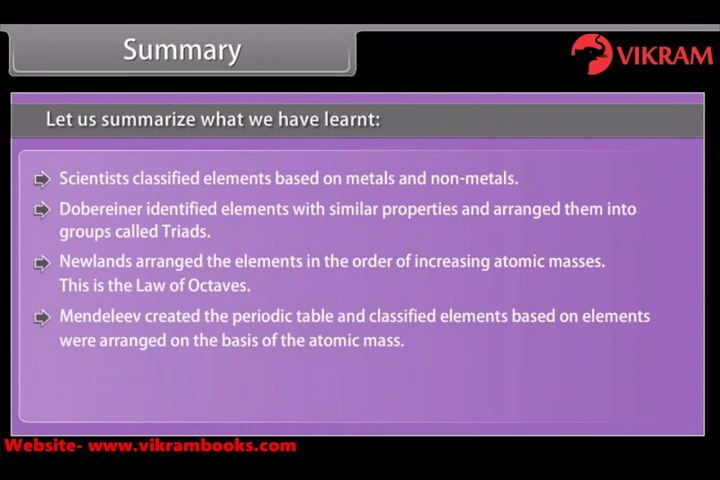 Summary
VIKRAM
Let us summarize what we have learnt:
Scientists classified elements based on metals and non-metals.
Dobereiner identified elements with similar properties and arranged them into
groups called Triads.
Newlands arranged the elements in the order of increasing atomic masses.
This is the Law of Octaves.
Mendeleev created the periodic table and classified elements based on elements
were arranged on the basis of the atomic mass.
Website- www.vikrambooks.com